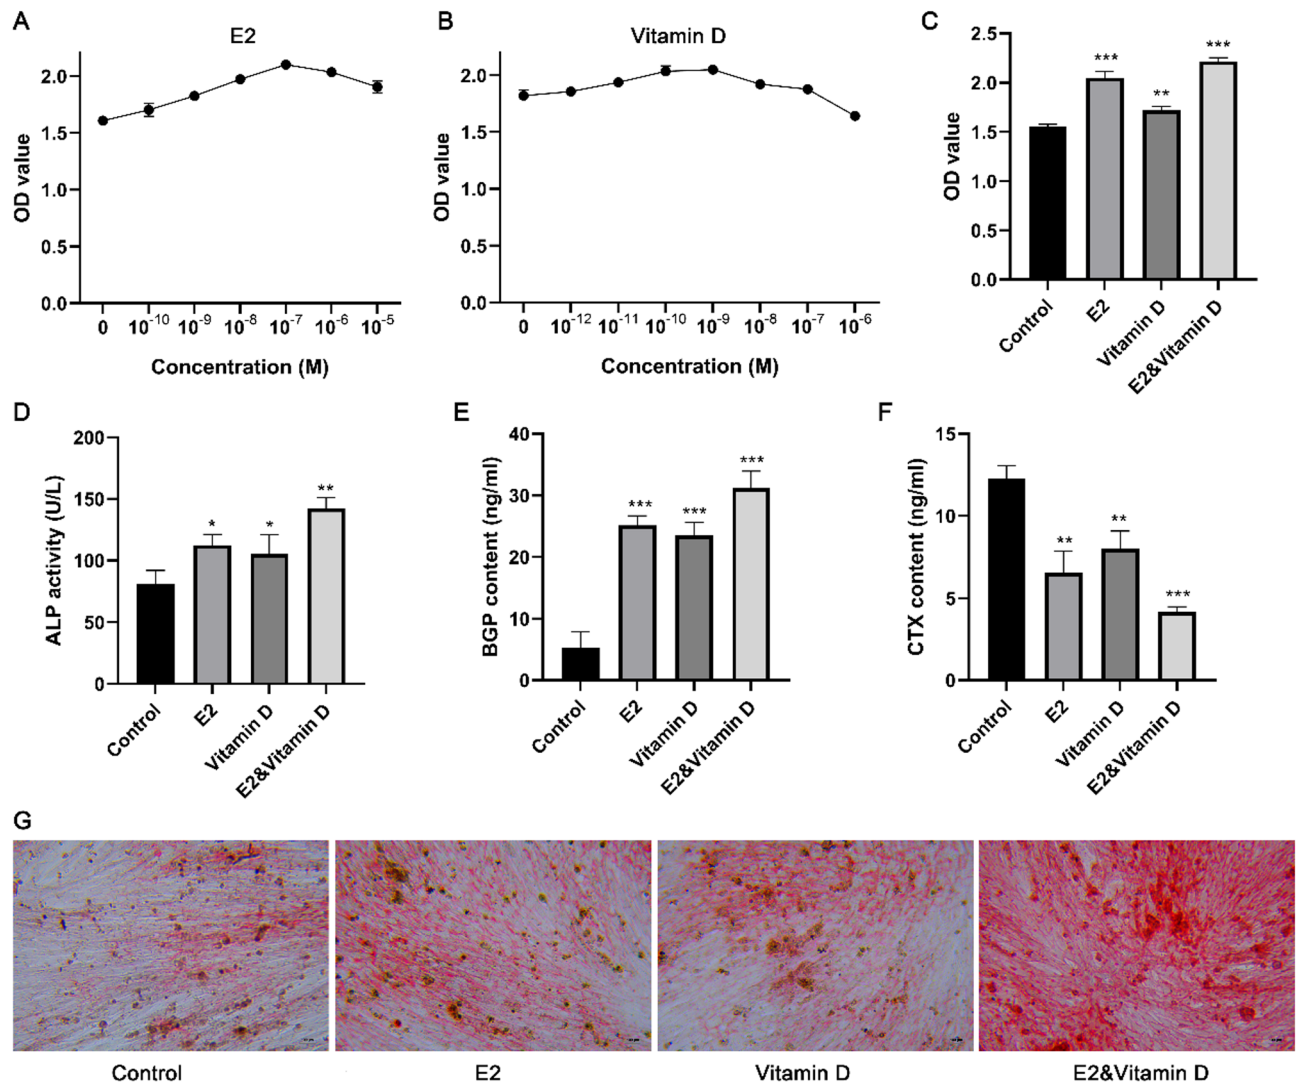 A
E2
OD value
2.0
1.5
1.0
0.5
0.0
0 10-10 10-9 10-8 10-7 10-6 10-5
Concentration (M)
B
Vitamin D
OD value
2.0
1.5
1.0
0.5
0.0
0 10-12 10-11 10-10 10-9 10-8 10-7 10-6
Concentration (M)
C
OD value
2.5
2.0
1.5
1.0
0.5
0.0
***
**
***
Control
E2
Vitamin D
E2&Vitamin D
D
ALP activity (U/L)
200
150
100
50
0
*
*
**
Control
E2
Vitamin D
E2&Vitamin D
E
BGP content (ng/ml)
40
30
20
10
0
***
***
***
Control
E2
Vitamin D
E2&Vitamin D
F
CTX content (ng/ml)
15
10
5
0
**
**
***
Control
E2
Vitamin D
E2&Vitamin D
G
Control
E2
Vitamin D
E2&Vitamin D